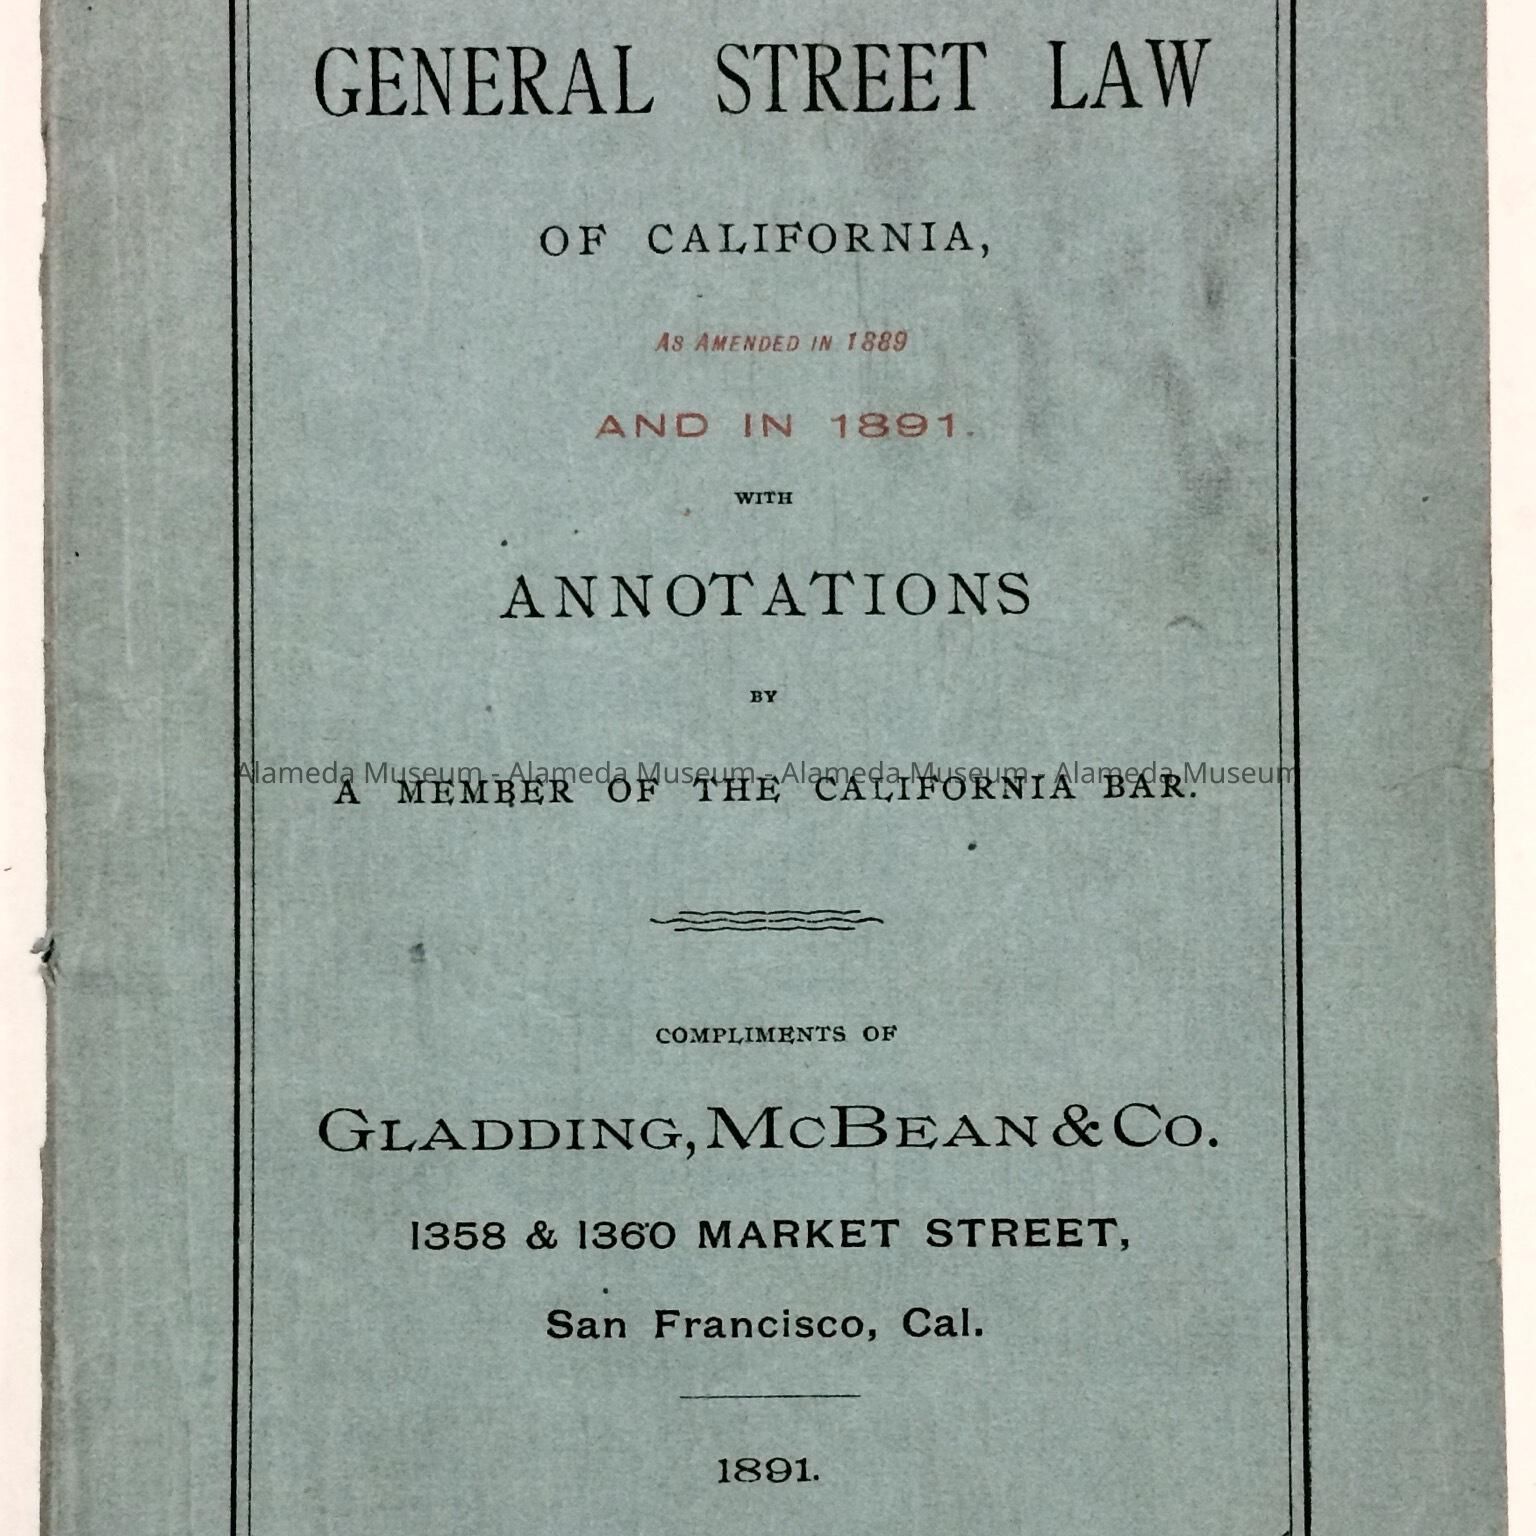 GENERAL STREET LAW
OF CALIFORNIA,
AS AMENDED IN 1889
AND IN 1891.
WITH
ANNOTATIONS
BY
Alameda Museum - Alameda Museum - Alameda Museum - Alameda Museum
A MEMBER OF THE CALIFORNIA BAR.
COMPLIMENTS OF
GLADDING, MCBEAN & CO.
1358 & 1360 MARKET STREET,
San Francisco, Cal.
1891.